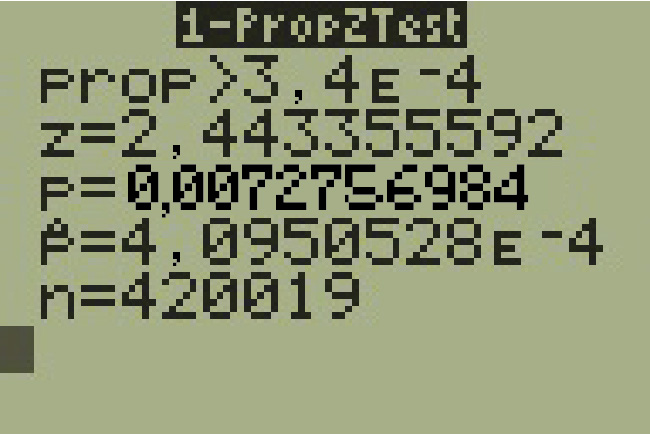 1-PropZTest
prop>3,4ᴇ⁻4
z=2,443355592
p=0,0072756984
p̂=4,0950528ᴇ⁻4
n=420019